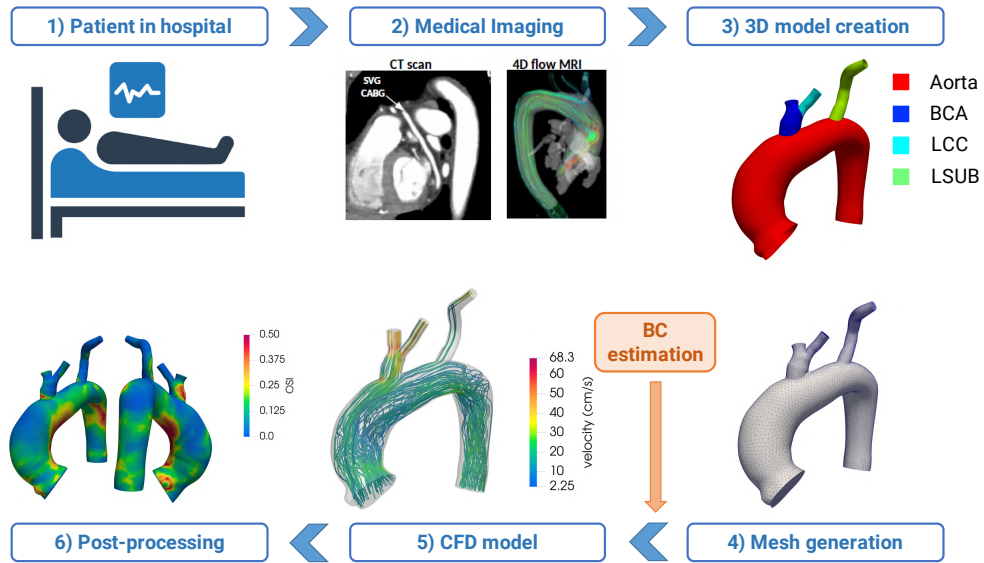 1) Patient in hospital
2) Medical Imaging
3) 3D model creation
CT scan
4D flow MRI
SVG
CABG
Aorta
BCA
LCC
LSUB
0.50
0.375
0.25
0.125
0.0
OSI
68.3
60
50
40
30
20
10
2.25
velocity (cm/s)
BC
estimation
6) Post-processing
5) CFD model
4) Mesh generation